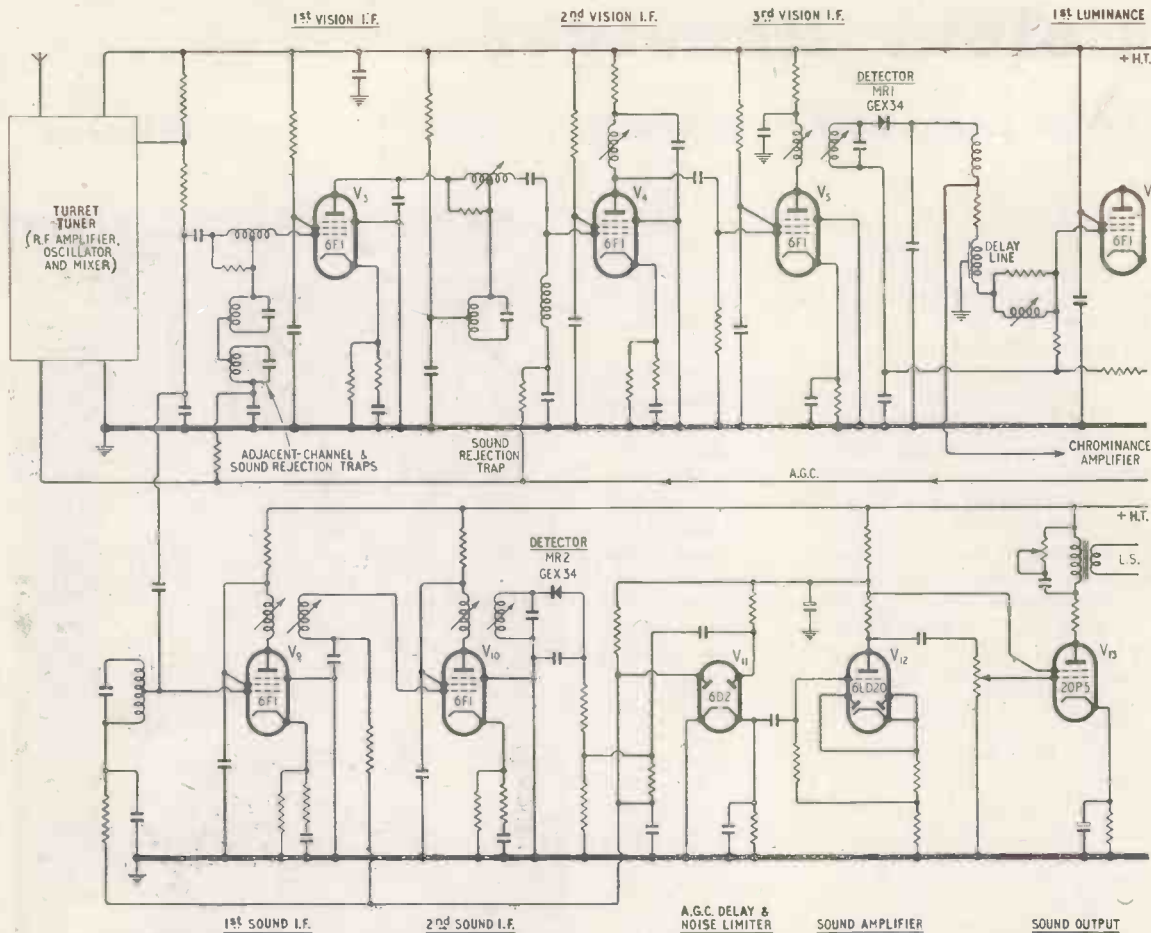 1st VISION I.F.
2nd VISION I.F.
3rd VISION I.F.
1st LUMINANCE
+ H.T.
DETECTOR
MR1
GEX34
TURRET
TUNER
(R.F AMPLIFIER,
OSCILLATOR
AND MIXER)
V3
6F1
V4
6F1
V5
6F1
V
6F1
DELAY
LINE
ADJACENT-CHANNEL &
SOUND REJECTION TRAPS
SOUND
REJECTION
TRAP
CHROMINANCE
AMPLIFIER
A.G.C.
+ H.T.
DETECTOR
MR2
GEX34
L.S.
V9
6F1
V10
6F1
V11
6D2
V12
6LD20
V13
20P5
1st SOUND I.F.
2nd SOUND I.F.
A.G.C. DELAY &
NOISE LIMITER
SOUND AMPLIFIER
SOUND OUTPUT